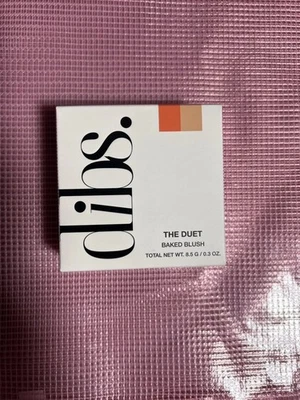 dibs.
THE DUET
BAKED BLUSH
TOTAL NET WT. 8.5 G / 0.3 OZ.